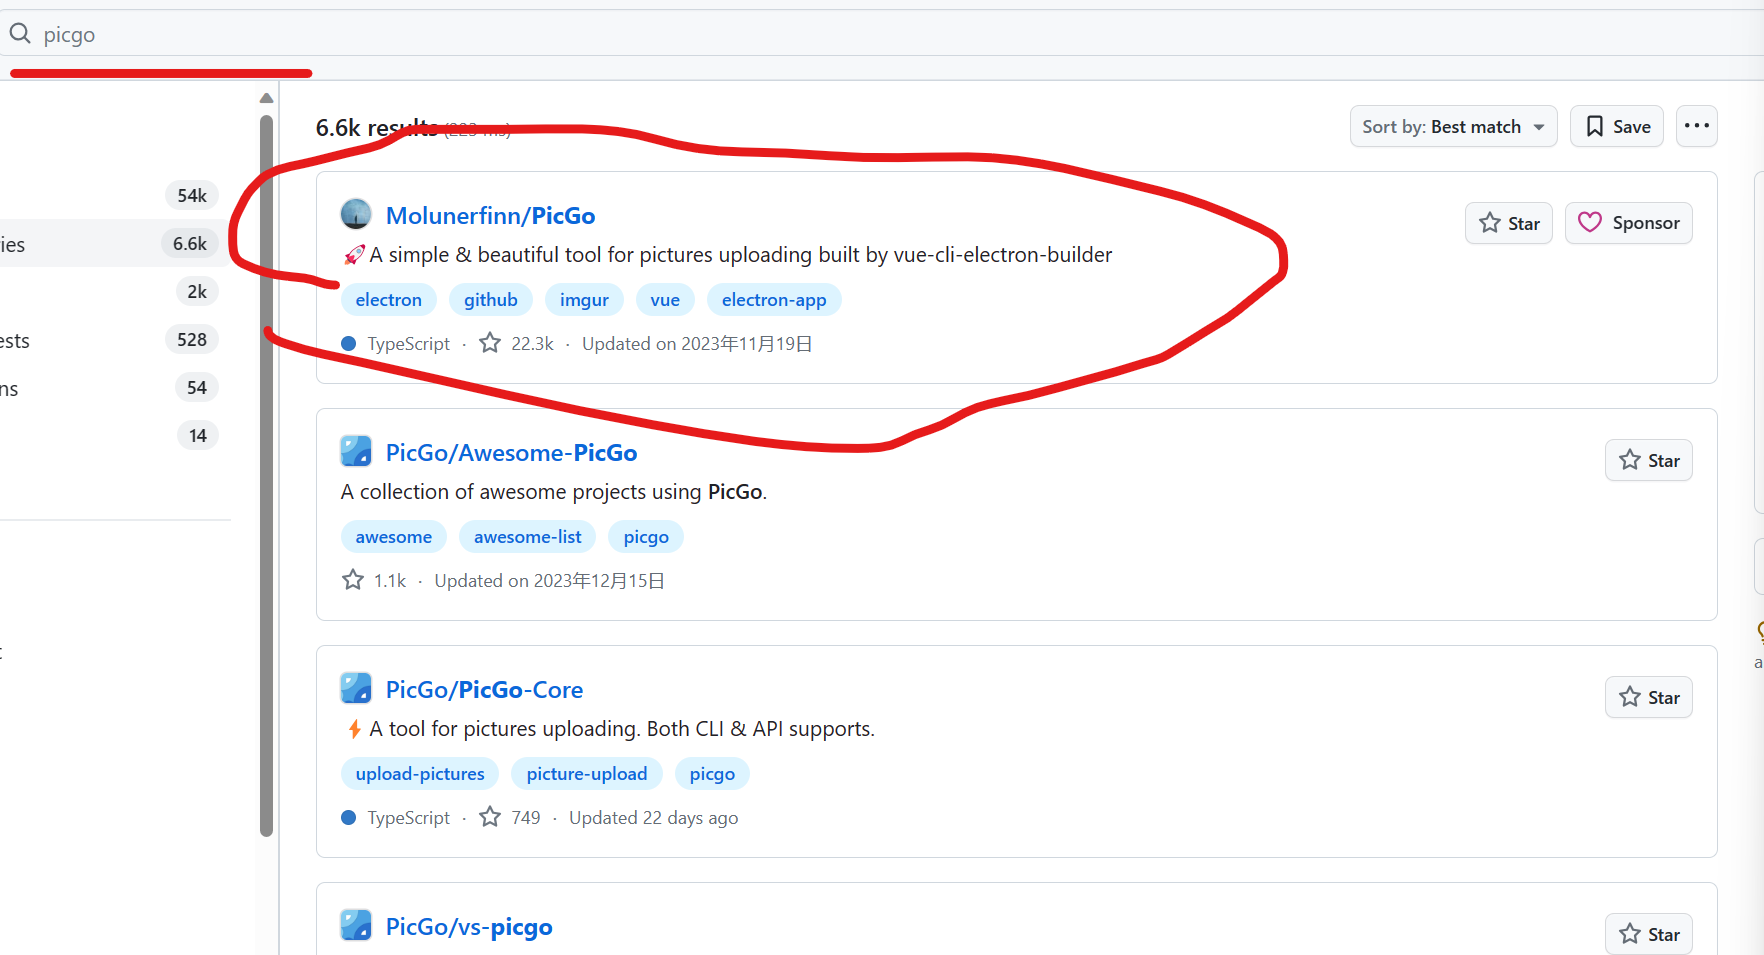 picgo
6.6k results (223 ms)
Sort by: Best match
Save
54k
ies 6.6k
2k
ests 528
ns 54
14
Molunerfinn/PicGo
Star
Sponsor
🚀A simple & beautiful tool for pictures uploading built by vue-cli-electron-builder
electron github imgur vue electron-app
TypeScript · 22.3k · Updated on 2023年11月19日
PicGo/Awesome-PicGo
Star
A collection of awesome projects using PicGo.
awesome awesome-list picgo
1.1k · Updated on 2023年12月15日
PicGo/PicGo-Core
Star
⚡A tool for pictures uploading. Both CLI & API supports.
upload-pictures picture-upload picgo
TypeScript · 749 · Updated 22 days ago
PicGo/vs-picgo
Star
a